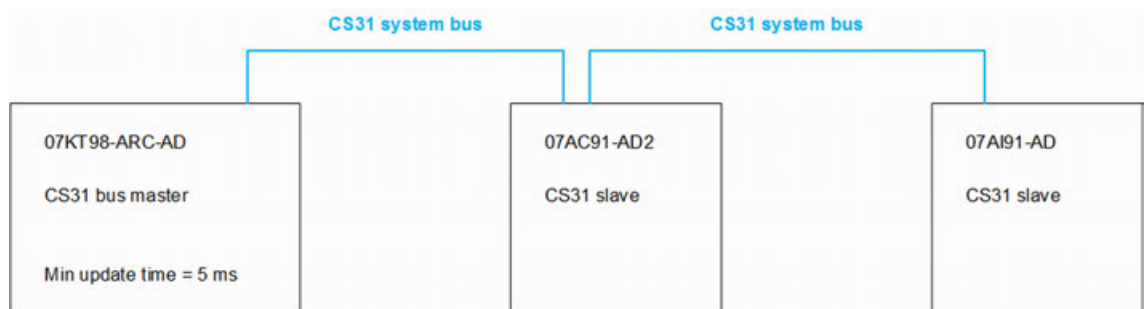 CS31 system bus
CS31 system bus
07KT98-ARC-AD
CS31 bus master
Min update time = 5 ms
07AC91-AD2
CS31 slave
07AI91-AD
CS31 slave